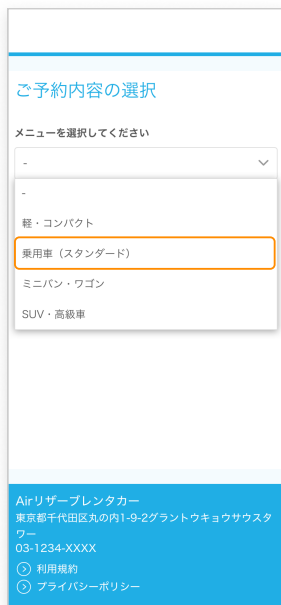 ご予約内容の選択
メニューを選択してください
-
-
軽・コンパクト
乗用車（スタンダード）
ミニバン・ワゴン
SUV・高級車
Airリザーブレンタカー
東京都千代田区丸の内1-9-2グラントウキョウサウスタ
ワー
03-1234-XXXX
利用規約
プライバシーポリシー